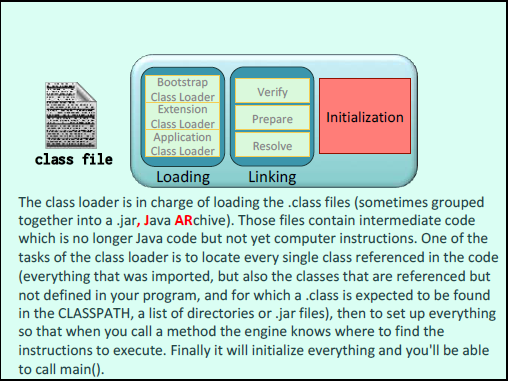 Bootstrap
Class Loader
Extension
Class Loader
Application
Class Loader
Loading
Verify
Prepare
Resolve
Linking
Initialization
class file
The class loader is in charge of loading the .class files (sometimes grouped
together into a .jar, Java ARchive). Those files contain intermediate code
which is no longer Java code but not yet computer instructions. One of the
tasks of the class loader is to locate every single class referenced in the code
(everything that was imported, but also the classes that are referenced but
not defined in your program, and for which a .class is expected to be found
in the CLASSPATH, a list of directories or .jar files), then to set up everything
so that when you call a method the engine knows where to find the
instructions to execute. Finally it will initialize everything and you'll be able
to call main().